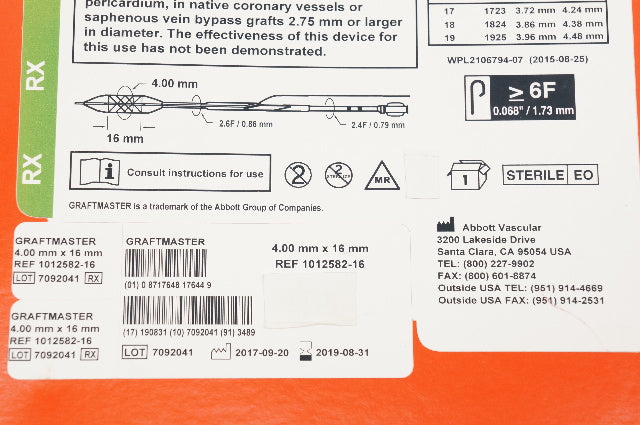 pericardium, in native coronary vessels or
saphenous vein bypass grafts 2.75 mm or larger
in diameter. The effectiveness of this device for
this use has not been demonstrated.
17 1723 3.72 mm 4.24 mm
18 1824 3.86 mm 4.38 mm
19 1925 3.96 mm 4.48 mm
WPL2106794-07 (2015-08-25)
RX
4.00 mm
16 mm
2.6F / 0.86 mm
2.4F / 0.79 mm
≥ 6F
0.068" / 1.73 mm
RX
i Consult instructions for use
2
2
STERILIZE
MR
1
STERILE EO
GRAFTMASTER is a trademark of the Abbott Group of Companies.
Abbott Vascular
3200 Lakeside Drive
Santa Clara, CA 95054 USA
TEL: (800) 227-9902
FAX: (800) 601-8874
Outside USA TEL: (951) 914-4669
Outside USA FAX: (951) 914-2531
GRAFTMASTER
4.00 mm x 16 mm
REF 1012582-16
LOT 7092041 RX
GRAFTMASTER
4.00 mm x 16 mm
REF 1012582-16
LOT 7092041 RX
GRAFTMASTER
4.00 mm x 16 mm
REF 1012582-16
(01) 0 8717648 17644 9
(17) 190831 (10) 7092041 (91) 3489
LOT 7092041 2017-09-20 2019-08-31